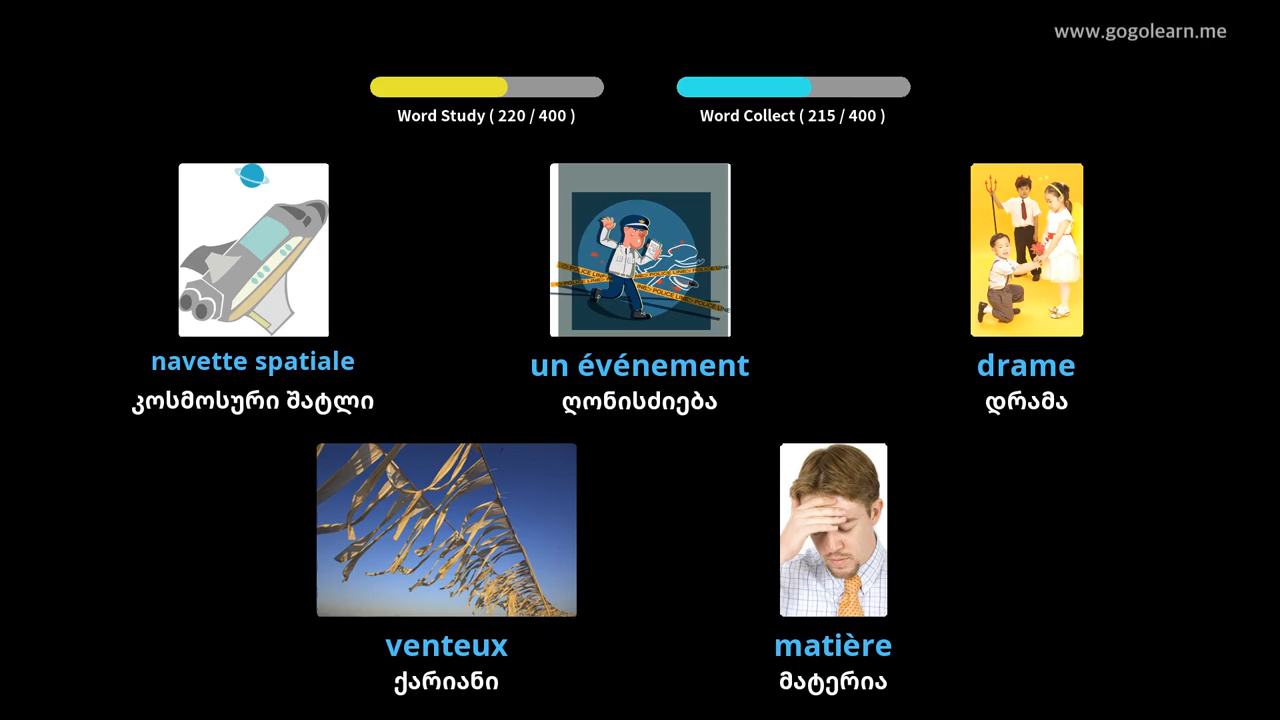 www.gogolearn.me
Word Study ( 220 / 400 )
Word Collect ( 215 / 400 )
navette spatiale
კოსმოსური შატლი
un événement
ღონისძიება
drame
დრამა
venteux
ქარიანი
matière
მატერია